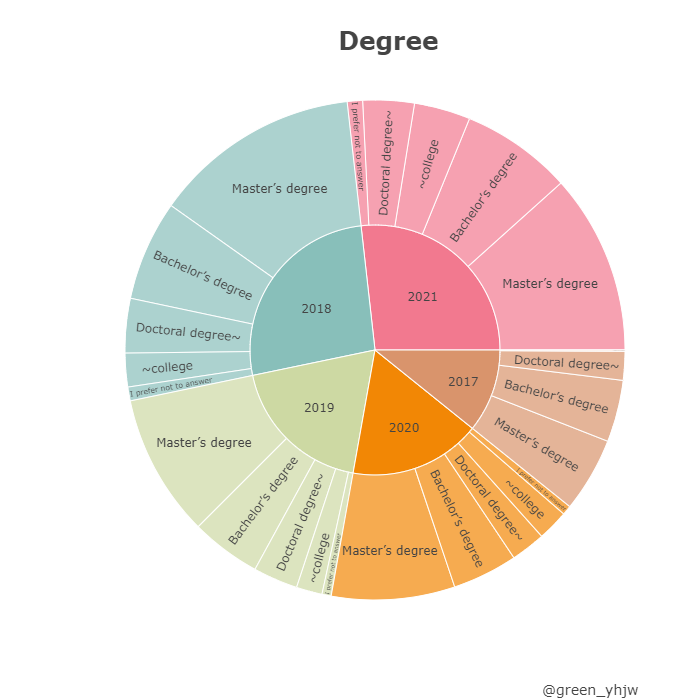 Degree
2021
I prefer not to answer
Doctoral degree~
~college
Bachelor’s degree
Master’s degree
2017
Doctoral degree~
Bachelor’s degree
Master’s degree
2020
I prefer not to answer
~college
Doctoral degree~
Bachelor’s degree
Master’s degree
2019
I prefer not to answer
~college
Doctoral degree~
Bachelor’s degree
Master’s degree
2018
I prefer not to answer
~college
Doctoral degree~
Bachelor’s degree
Master’s degree
@green_yhjw